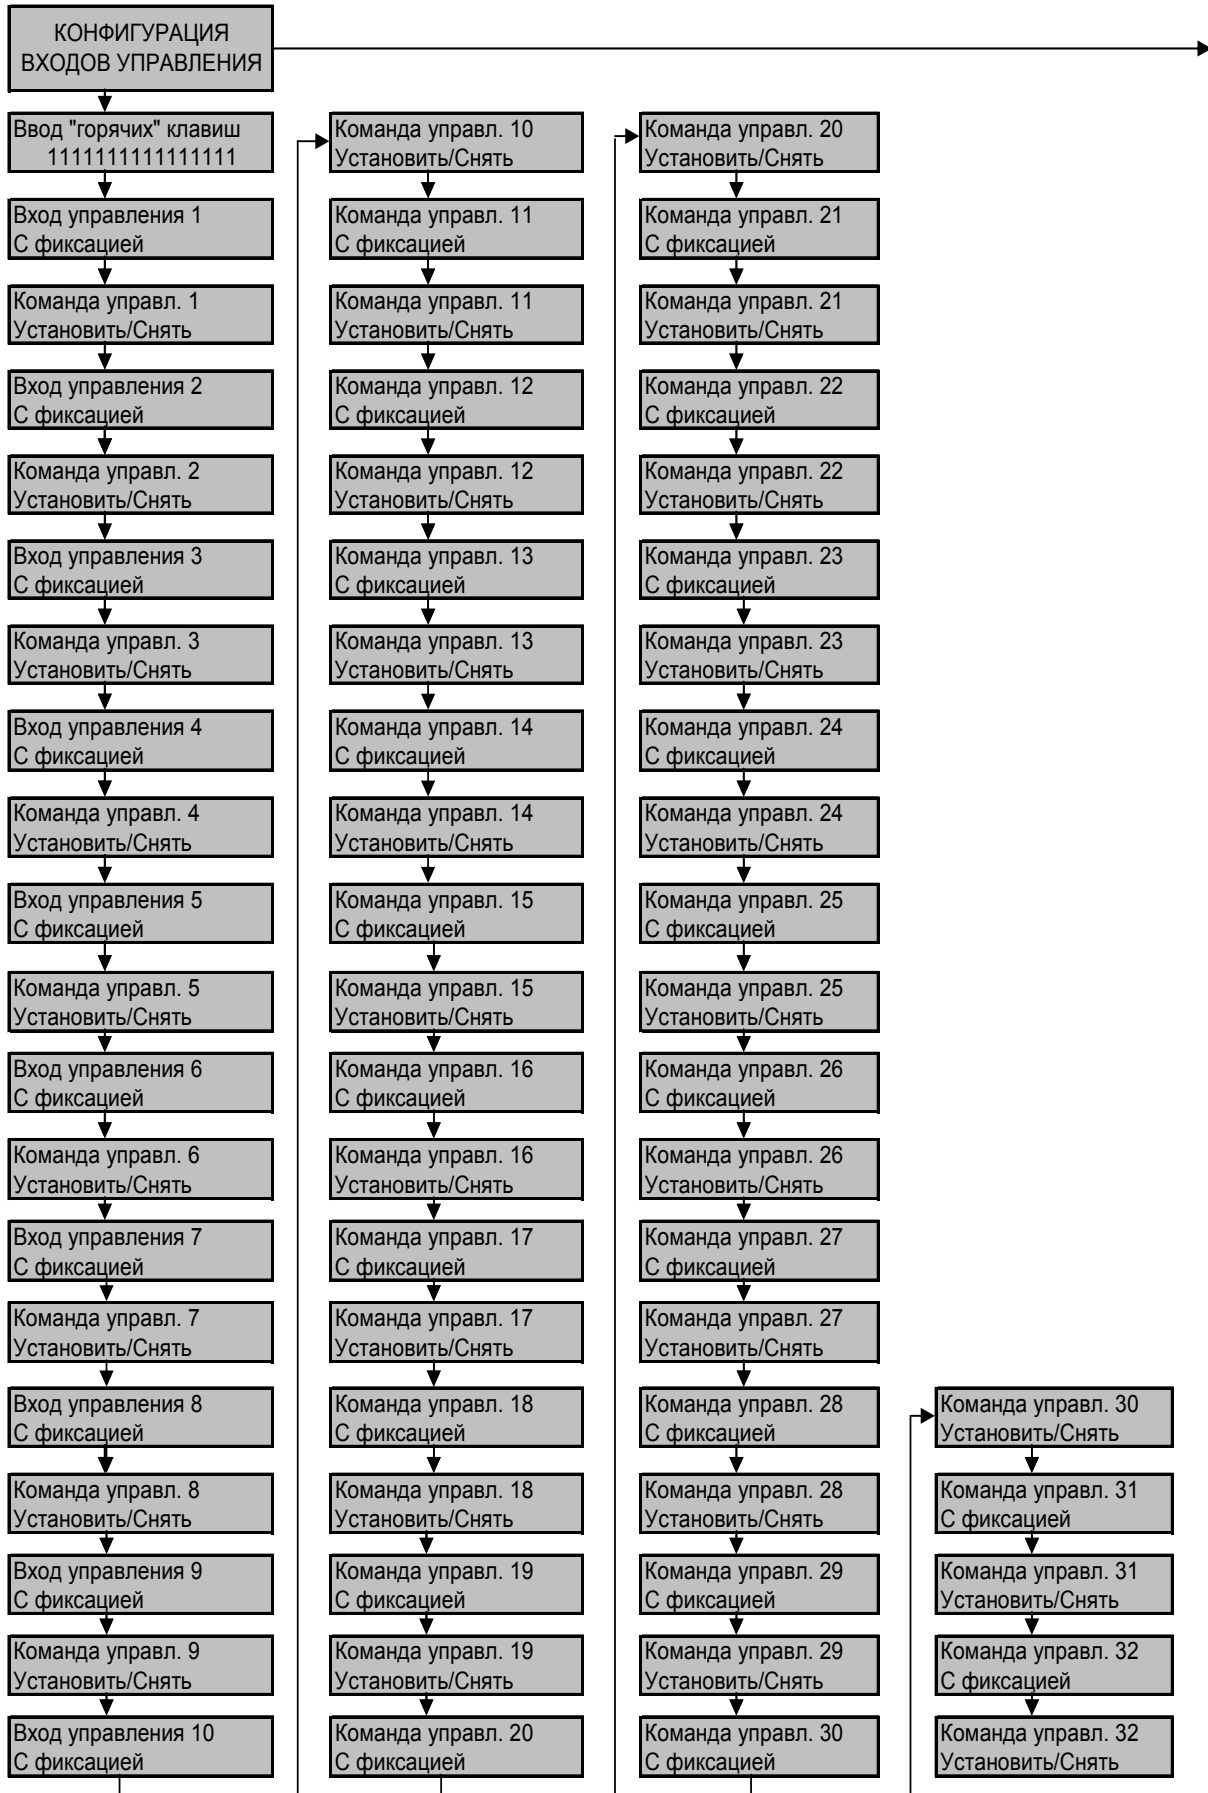 КОНФИГУРАЦИЯ
ВХОДОВ УПРАВЛЕНИЯ
Ввод "горячих" клавиш
1111111111111111
Вход управления 1
С фиксацией
Команда управл. 1
Установить/Снять
Вход управления 2
С фиксацией
Команда управл. 2
Установить/Снять
Вход управления 3
С фиксацией
Команда управл. 3
Установить/Снять
Вход управления 4
С фиксацией
Команда управл. 4
Установить/Снять
Вход управления 5
С фиксацией
Команда управл. 5
Установить/Снять
Вход управления 6
С фиксацией
Команда управл. 6
Установить/Снять
Вход управления 7
С фиксацией
Команда управл. 7
Установить/Снять
Вход управления 8
С фиксацией
Команда управл. 8
Установить/Снять
Вход управления 9
С фиксацией
Команда управл. 9
Установить/Снять
Вход управления 10
С фиксацией
Команда управл. 10
Установить/Снять
Команда управл. 11
С фиксацией
Команда управл. 11
Установить/Снять
Команда управл. 12
С фиксацией
Команда управл. 12
Установить/Снять
Команда управл. 13
С фиксацией
Команда управл. 13
Установить/Снять
Команда управл. 14
С фиксацией
Команда управл. 14
Установить/Снять
Команда управл. 15
С фиксацией
Команда управл. 15
Установить/Снять
Команда управл. 16
С фиксацией
Команда управл. 16
Установить/Снять
Команда управл. 17
С фиксацией
Команда управл. 17
Установить/Снять
Команда управл. 18
С фиксацией
Команда управл. 18
Установить/Снять
Команда управл. 19
С фиксацией
Команда управл. 19
Установить/Снять
Команда управл. 20
С фиксацией
Команда управл. 20
Установить/Снять
Команда управл. 21
С фиксацией
Команда управл. 21
Установить/Снять
Команда управл. 22
С фиксацией
Команда управл. 22
Установить/Снять
Команда управл. 23
С фиксацией
Команда управл. 23
Установить/Снять
Команда управл. 24
С фиксацией
Команда управл. 24
Установить/Снять
Команда управл. 25
С фиксацией
Команда управл. 25
Установить/Снять
Команда управл. 26
С фиксацией
Команда управл. 26
Установить/Снять
Команда управл. 27
С фиксацией
Команда управл. 27
Установить/Снять
Команда управл. 28
С фиксацией
Команда управл. 28
Установить/Снять
Команда управл. 29
С фиксацией
Команда управл. 29
Установить/Снять
Команда управл. 30
С фиксацией
Команда управл. 30
Установить/Снять
Команда управл. 31
С фиксацией
Команда управл. 31
Установить/Снять
Команда управл. 32
С фиксацией
Команда управл. 32
Установить/Снять